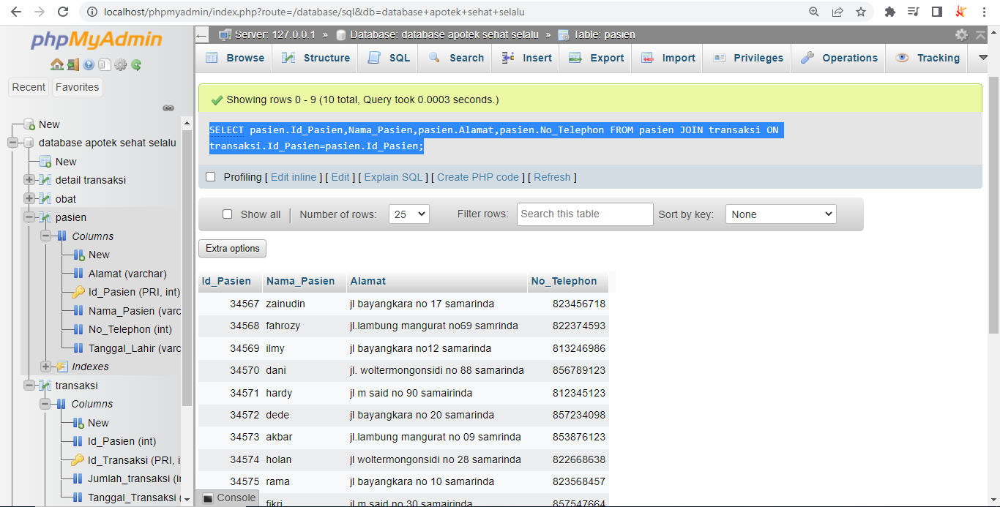 localhost/phpmyadmin/index.php?route=/database/sql&db=database+apotek+sehat+selalu
phpMyAdmin
Recent Favorites
New
database apotek sehat selalu
New
detail transaksi
obat
pasien
Columns
New
Alamat (varchar)
Id_Pasien (PRI, int)
Nama_Pasien (varc
No_Telephon (int)
Tanggal_Lahir (varc
Indexes
transaksi
Columns
New
Id_Pasien (int)
Id_Transaksi (PRI, i
Jumlah_transaksi (in
Tanggal_Transaksi (
Server: 127.0.0.1 » Database: database apotek sehat selalu » Table: pasien
Browse Structure SQL Search Insert Export Import Privileges Operations Tracking
Showing rows 0 - 9 (10 total, Query took 0.0003 seconds.)
SELECT pasien.Id_Pasien,Nama_Pasien,pasien.Alamat,pasien.No_Telephon FROM pasien JOIN transaksi ON
transaksi.Id_Pasien=pasien.Id_Pasien;
Profiling [ Edit inline ] [ Edit ] [ Explain SQL ] [ Create PHP code ] [ Refresh ]
Show all | Number of rows: 25 Filter rows: Search this table Sort by key: None
Extra options
Id_Pasien Nama_Pasien Alamat No_Telephon
34567 zainudin jl bayangkara no 17 samarinda 823456718
34568 fahrozy jl.lambung mangurat no69 samrinda 822374593
34569 ilmy jl bayangkara no12 samarinda 813246986
34570 dani jl. woltermongonsidi no 88 samarinda 856789123
34571 hardy jl m said no 90 samairinda 812345123
34572 dede jl bayangkara no 20 samarinda 857234098
34573 akbar jl.lambung mangurat no 09 samrinda 853876123
34574 holan jl woltermongonsidi no 28 samarinda 822668638
34575 rama jl bayangkara no 10 samarinda 823568457
fikri jl m said no 30 samarinda 857547664
Console